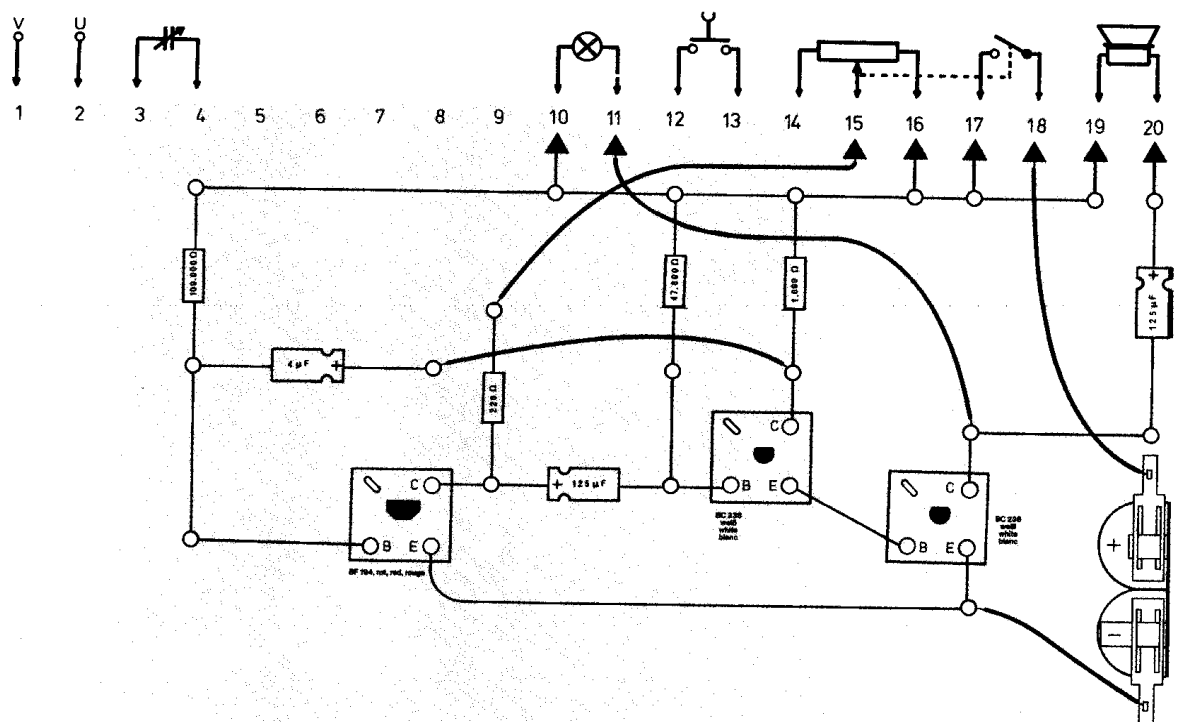 V U
1 2 3 4 5 6 7 8 9 10 11 12 13 14 15 16 17 18 19 20
100.000 Ω
47.000 Ω
1.000 Ω
+ 125 µF
4 µF +
220 Ω
C
C
+ 125 µF
B E
C
BC 238
weiß
white
blanc
BC 238
weiß
white
blanc
B E
B E
+
BF 194, rot, red, rouge
−